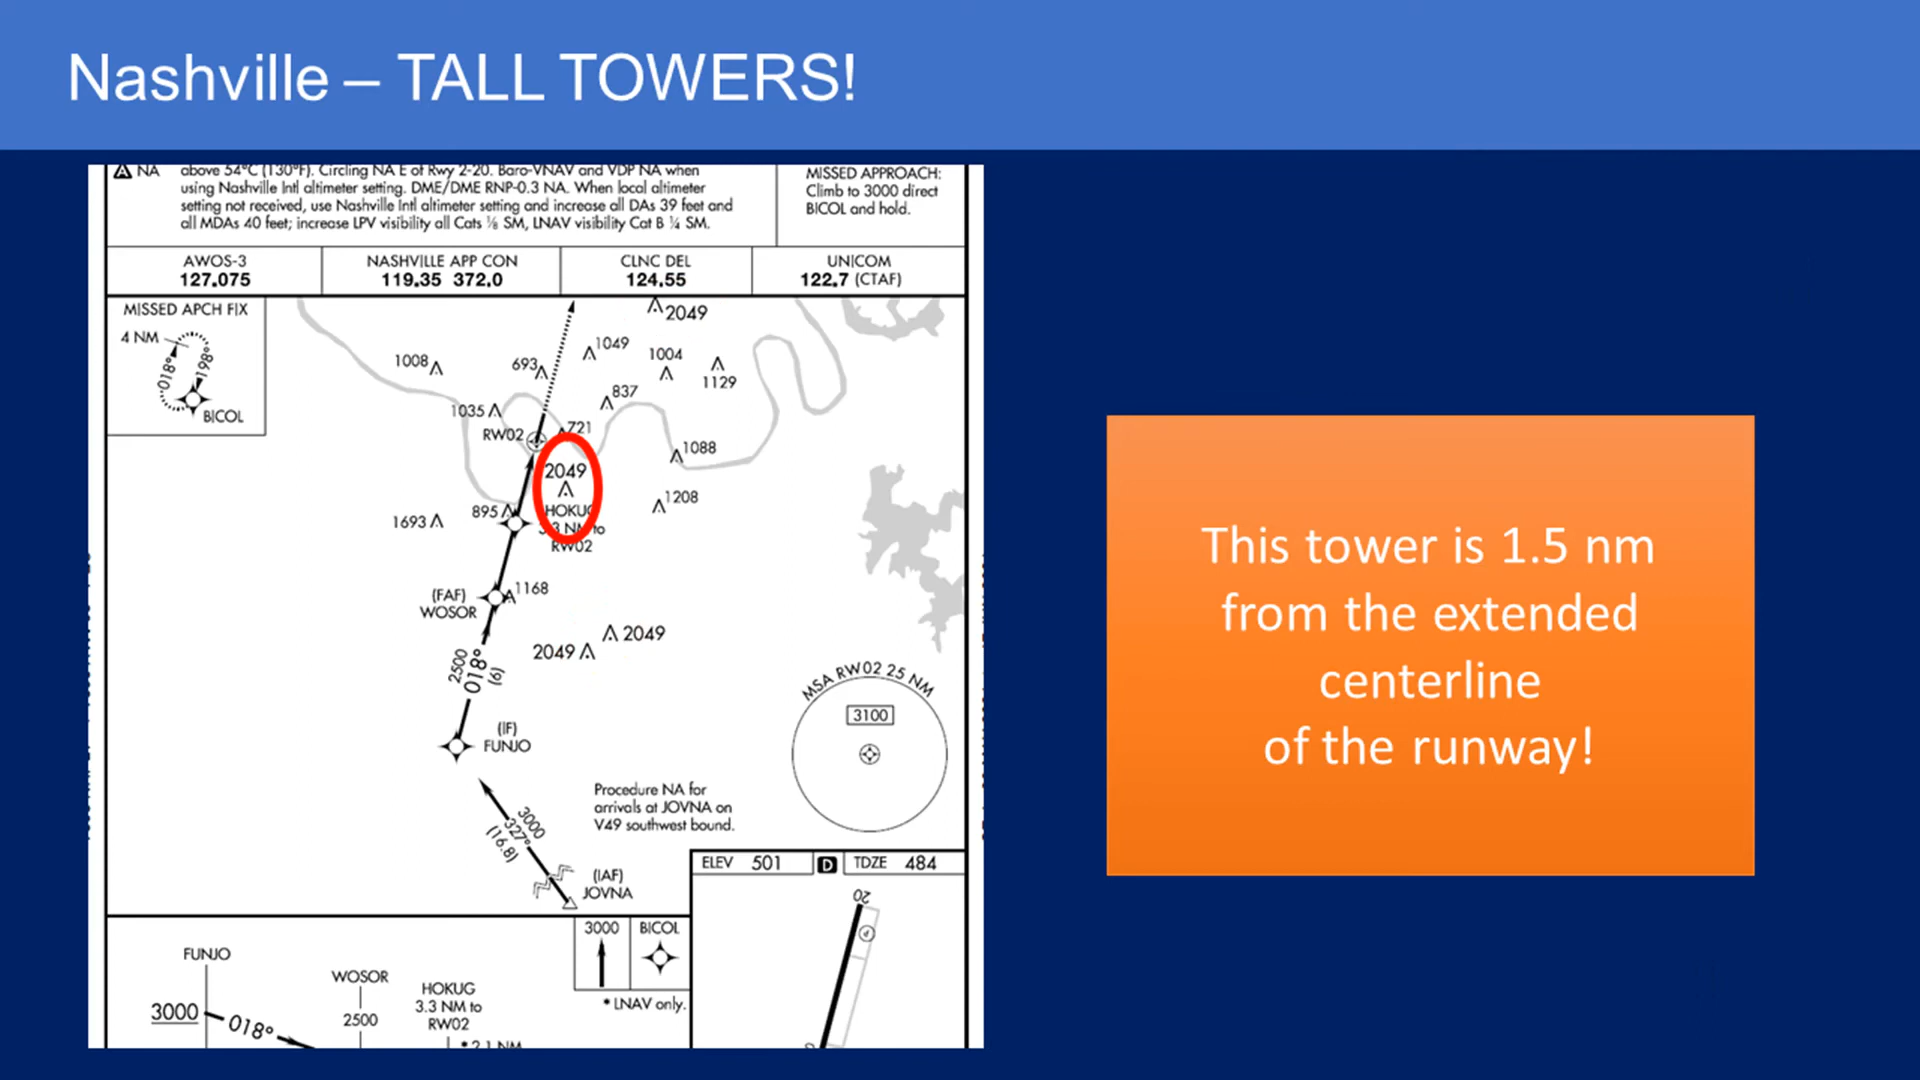 Nashville – TALL TOWERS!
A NA
above 54°C (130°F). Circling NA E of Rwy 2-20. Baro-VNAV and VDP NA when
using Nashville Intl altimeter setting. DME/DME RNP-0.3 NA. When local altimeter
setting not received, use Nashville Intl altimeter setting and increase all DAs 39 feet and
all MDAs 40 feet; increase LPV visibility all Cats ⅛ SM, LNAV visibility Cat B ¼ SM.
MISSED APPROACH:
Climb to 3000 direct
BICOL and hold.
AWOS-3
127.075
NASHVILLE APP CON
119.35 372.0
CLNC DEL
124.55
UNICOM
122.7 (CTAF)
MISSED APCH FIX
4 NM
018°
198°
BICOL
2049
1049
1008
693
1004
1129
837
1035
RW02
721
1088
2049
1208
895
1693
HOKUG
3.3 NM to
RW02
1168
(FAF)
WOSOR
2049
2049
2500
018°
(6)
(IF)
FUNJO
MSA RW02 25 NM
3100
Procedure NA for
arrivals at JOVNA on
V49 southwest bound.
3000
327°
(16.8)
(IAF)
JOVNA
ELEV 501
D
TDZE 484
20
P
3000
BICOL
* LNAV only.
FUNJO
3000
018°
WOSOR
2500
HOKUG
3.3 NM to
RW02
* 2.1 NM
This tower is 1.5 nm
from the extended
centerline
of the runway!